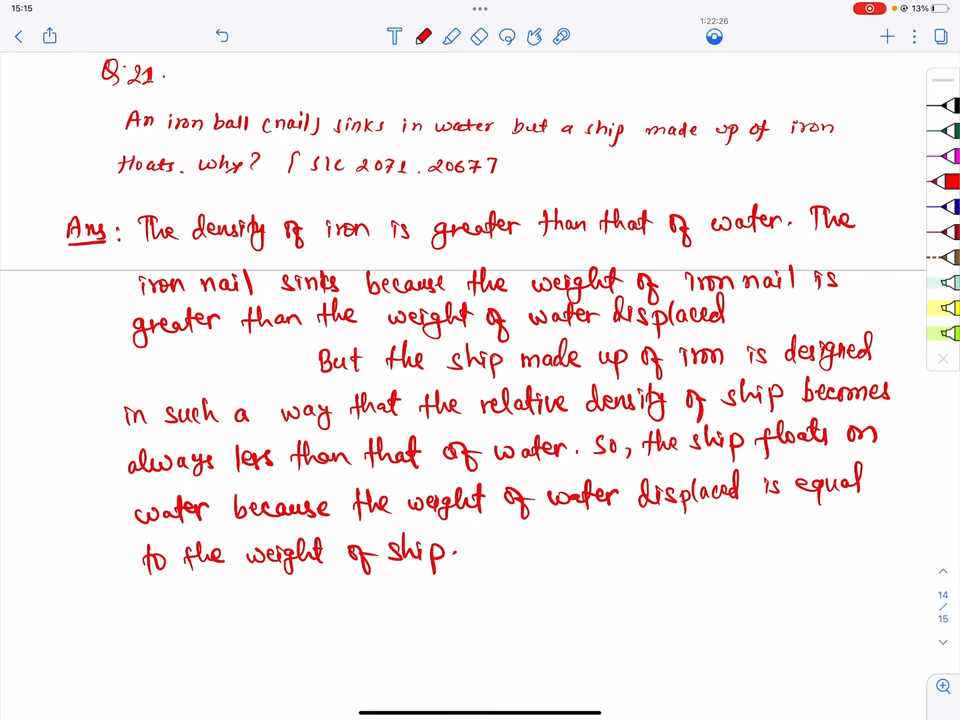 15:15
13%
1:22:26
Q.21.
An iron ball (nail) sinks in water but a ship made up of iron
floats. why? [SLC 2071, 2067]
Ans: The density of iron is greater than that of water. The
iron nail sinks because the weight of iron nail is
greater than the weight of water displaced
But the ship made up of iron is designed
in such a way that the relative density of ship becomes
always less than that of water. So, the ship floats on
water because the weight of water displaced is equal
to the weight of ship.
14
/
15